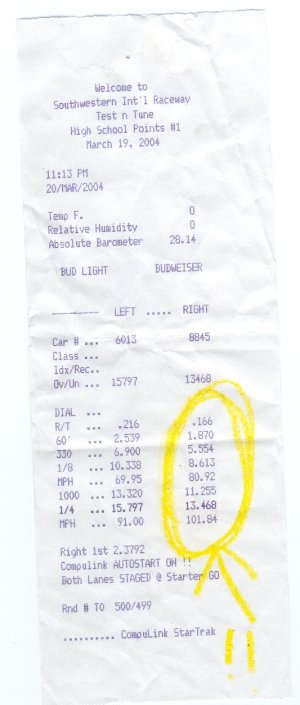 Welcome to
Southwestern Int'l Raceway
Test n Tune
High School Points #1
March 19, 2004
11:13 PM
20/MAR/2004
Temp F. 0
Relative Humidity 0
Absolute Barometer 28.14
BUD LIGHT BUDWEISER
---------- LEFT ..... RIGHT
Car # ... 6013 8845
Class ...
Idx/Rec..
Ov/Un ... 15797 13468
DIAL ...
R/T ... .216 .166
60' ... 2.539 1.870
330 ... 6.900 5.554
1/8 ... 10.338 8.613
MPH ... 69.95 80.92
1000 ... 13.320 11.255
1/4 ... 15.797 13.468
MPH ... 91.00 101.84
Right 1st 2.3792
Compulink AUTOSTART ON !!
Both Lanes STAGED @ Starter GO
Rnd # TO 500/499
.......... CompuLink StarTrak
!!